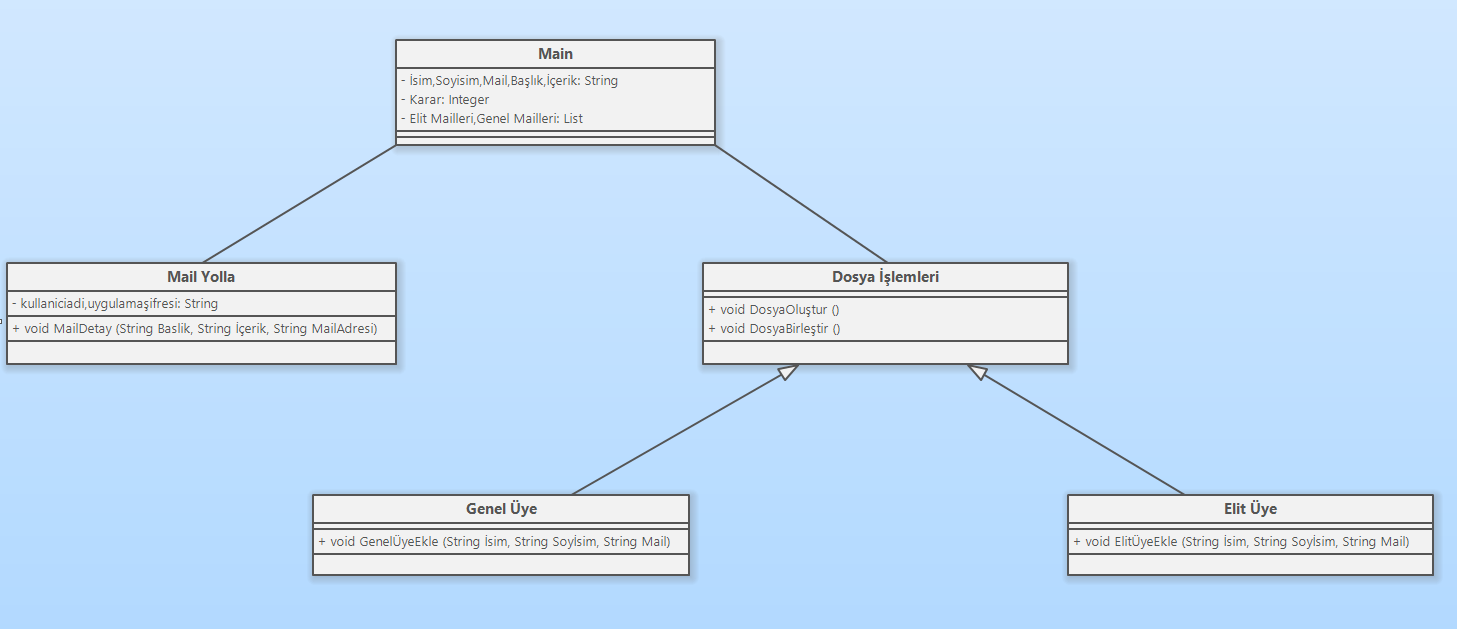 Main
- İsim,Soyisim,Mail,Başlık,İçerik: String
- Karar: Integer
- Elit Mailleri,Genel Mailleri: List
Mail Yolla
- kullaniciadi,uygulamaşifresi: String
+ void MailDetay (String Baslik, String İçerik, String MailAdresi)
Dosya İşlemleri
+ void DosyaOluştur ()
+ void DosyaBirleştir ()
Genel Üye
+ void GenelÜyeEkle (String İsim, String Soyİsim, String Mail)
Elit Üye
+ void ElitÜyeEkle (String İsim, String Soyİsim, String Mail)